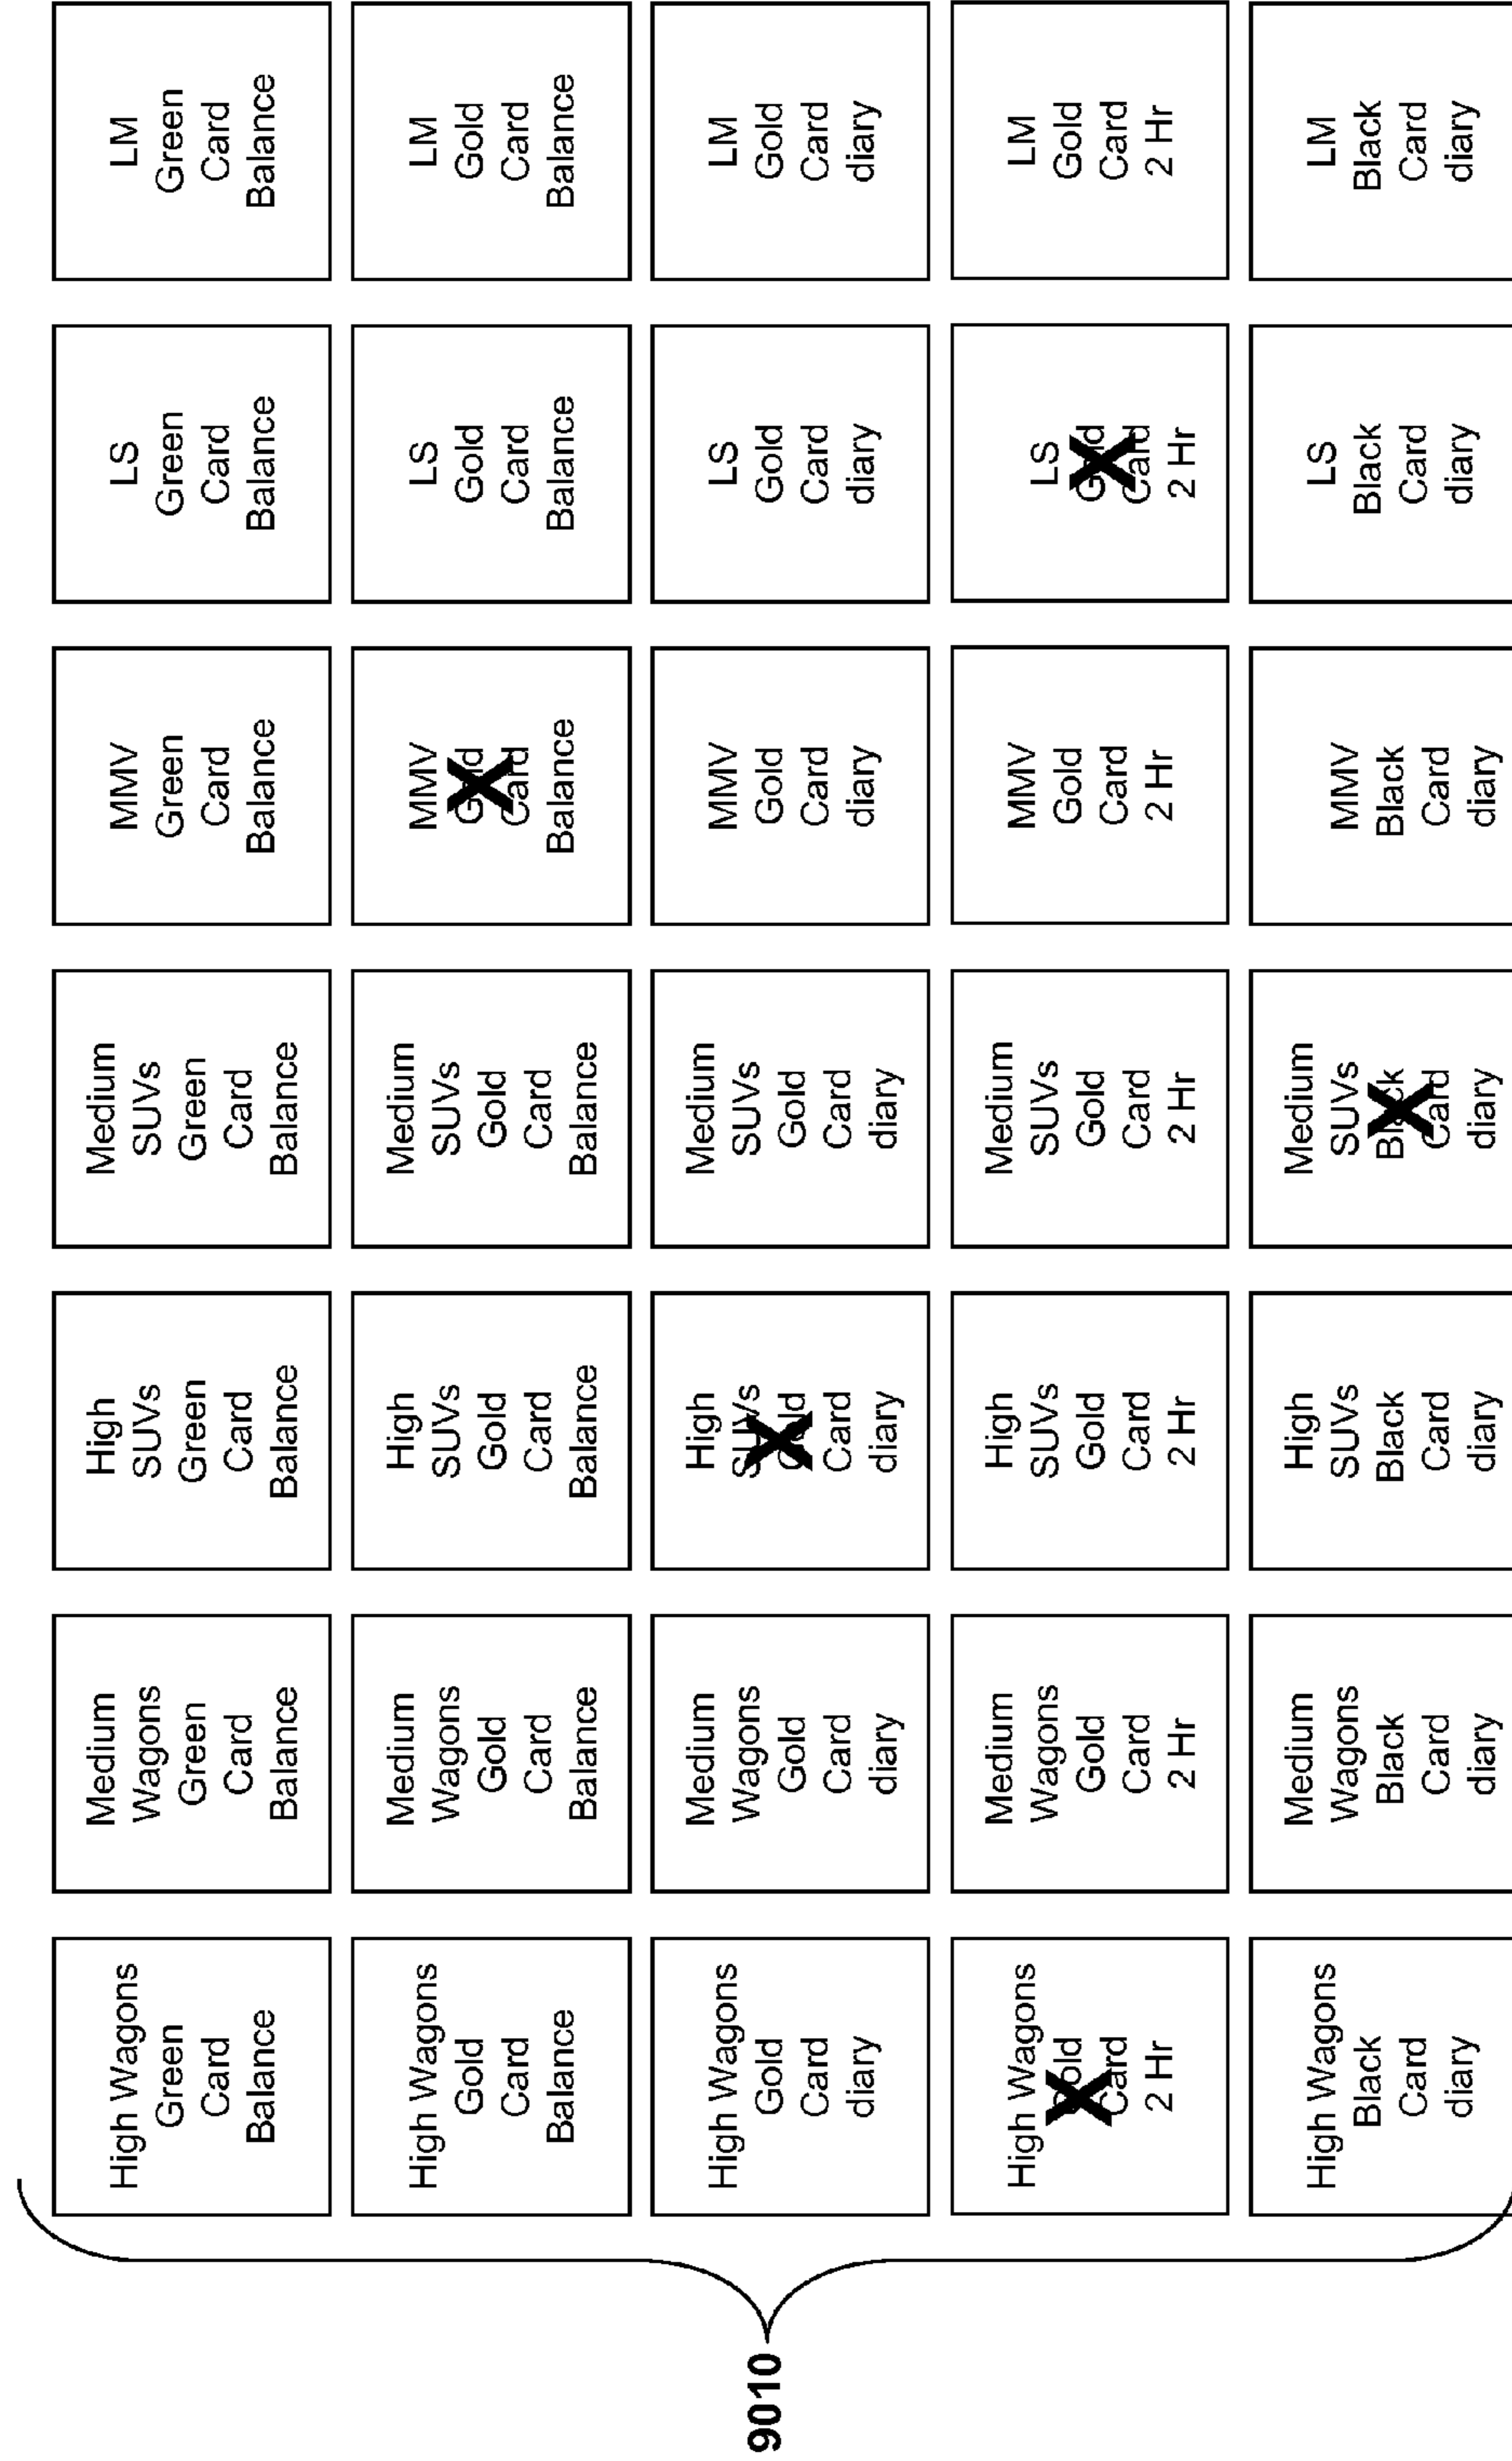 9010
High Wagons
Green
Card
Balance
Medium
Wagons
Green
Card
Balance
High
SUVs
Green
Card
Balance
Medium
SUVs
Green
Card
Balance
MMV
Green
Card
Balance
LS
Green
Card
Balance
LM
Green
Card
Balance
High Wagons
Gold
Card
Balance
Medium
Wagons
Gold
Card
Balance
High
SUVs
Gold
Card
Balance
Medium
SUVs
Gold
Card
Balance
MMV
Gold
Card
Balance
LS
Gold
Card
Balance
LM
Gold
Card
Balance
High Wagons
Gold
Card
diary
Medium
Wagons
Gold
Card
diary
High
SUVs
Gold
Card
diary
Medium
SUVs
Gold
Card
diary
MMV
Gold
Card
diary
LS
Gold
Card
diary
LM
Gold
Card
diary
High Wagons
Gold
Card
2 Hr
Medium
Wagons
Gold
Card
2 Hr
High
SUVs
Gold
Card
2 Hr
Medium
SUVs
Gold
Card
2 Hr
MMV
Gold
Card
2 Hr
LS
Gold
Card
2 Hr
LM
Gold
Card
2 Hr
High Wagons
Black
Card
diary
Medium
Wagons
Black
Card
diary
High
SUVs
Black
Card
diary
Medium
SUVs
Black
Card
diary
MMV
Black
Card
diary
LS
Black
Card
diary
LM
Black
Card
diary